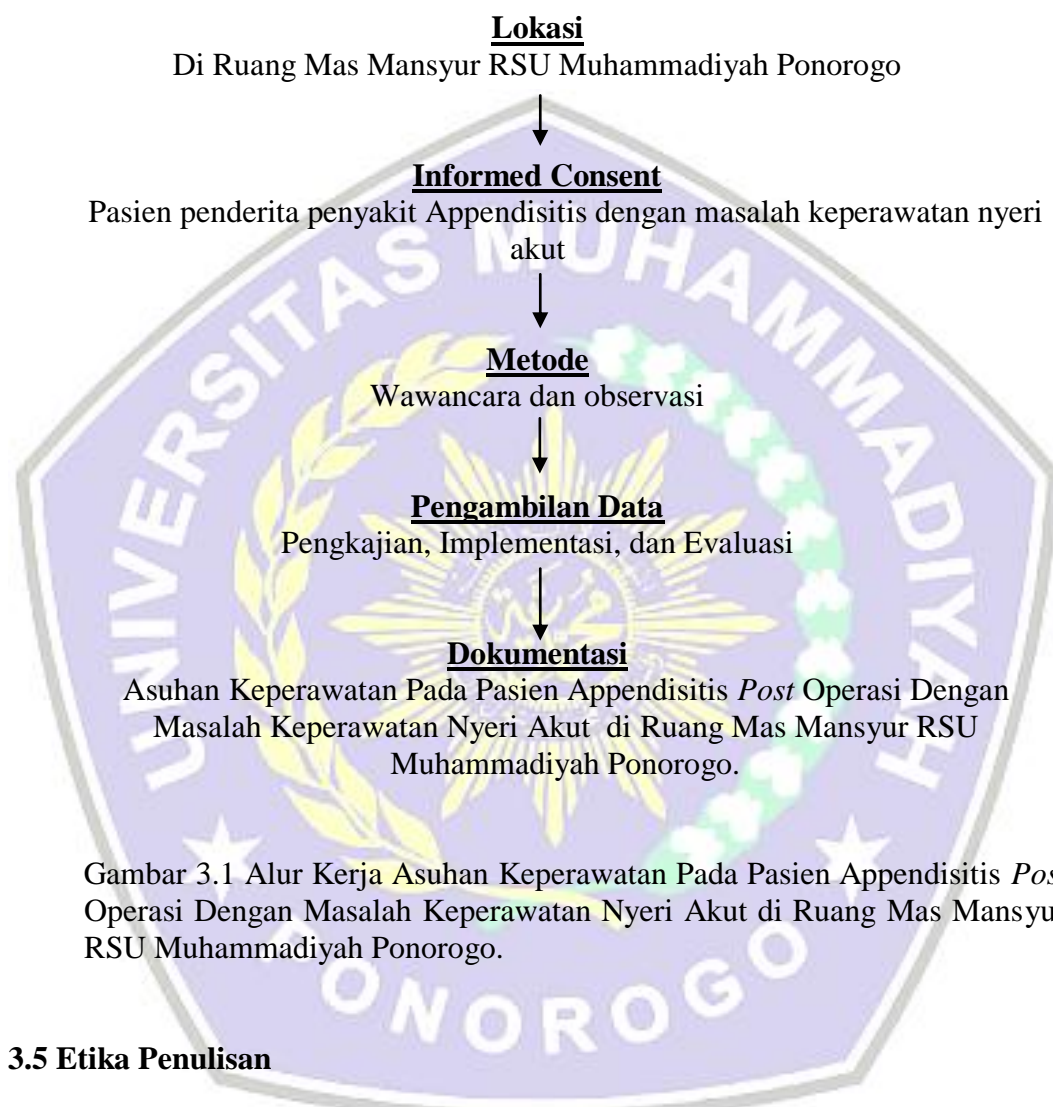 Lokasi
Di Ruang Mas Mansyur RSU Muhammadiyah Ponorogo
Informed Consent
Pasien penderita penyakit Appendisitis dengan masalah keperawatan nyeri
akut
Metode
Wawancara dan observasi
Pengambilan Data
Pengkajian, Implementasi, dan Evaluasi
Dokumentasi
Asuhan Keperawatan Pada Pasien Appendisitis Post Operasi Dengan
Masalah Keperawatan Nyeri Akut di Ruang Mas Mansyur RSU
Muhammadiyah Ponorogo.
Gambar 3.1 Alur Kerja Asuhan Keperawatan Pada Pasien Appendisitis Pos
Operasi Dengan Masalah Keperawatan Nyeri Akut di Ruang Mas Mansyu
RSU Muhammadiyah Ponorogo.
3.5 Etika Penulisan
UNIVERSITAS MUHAMMADIYAH
PONOROGO